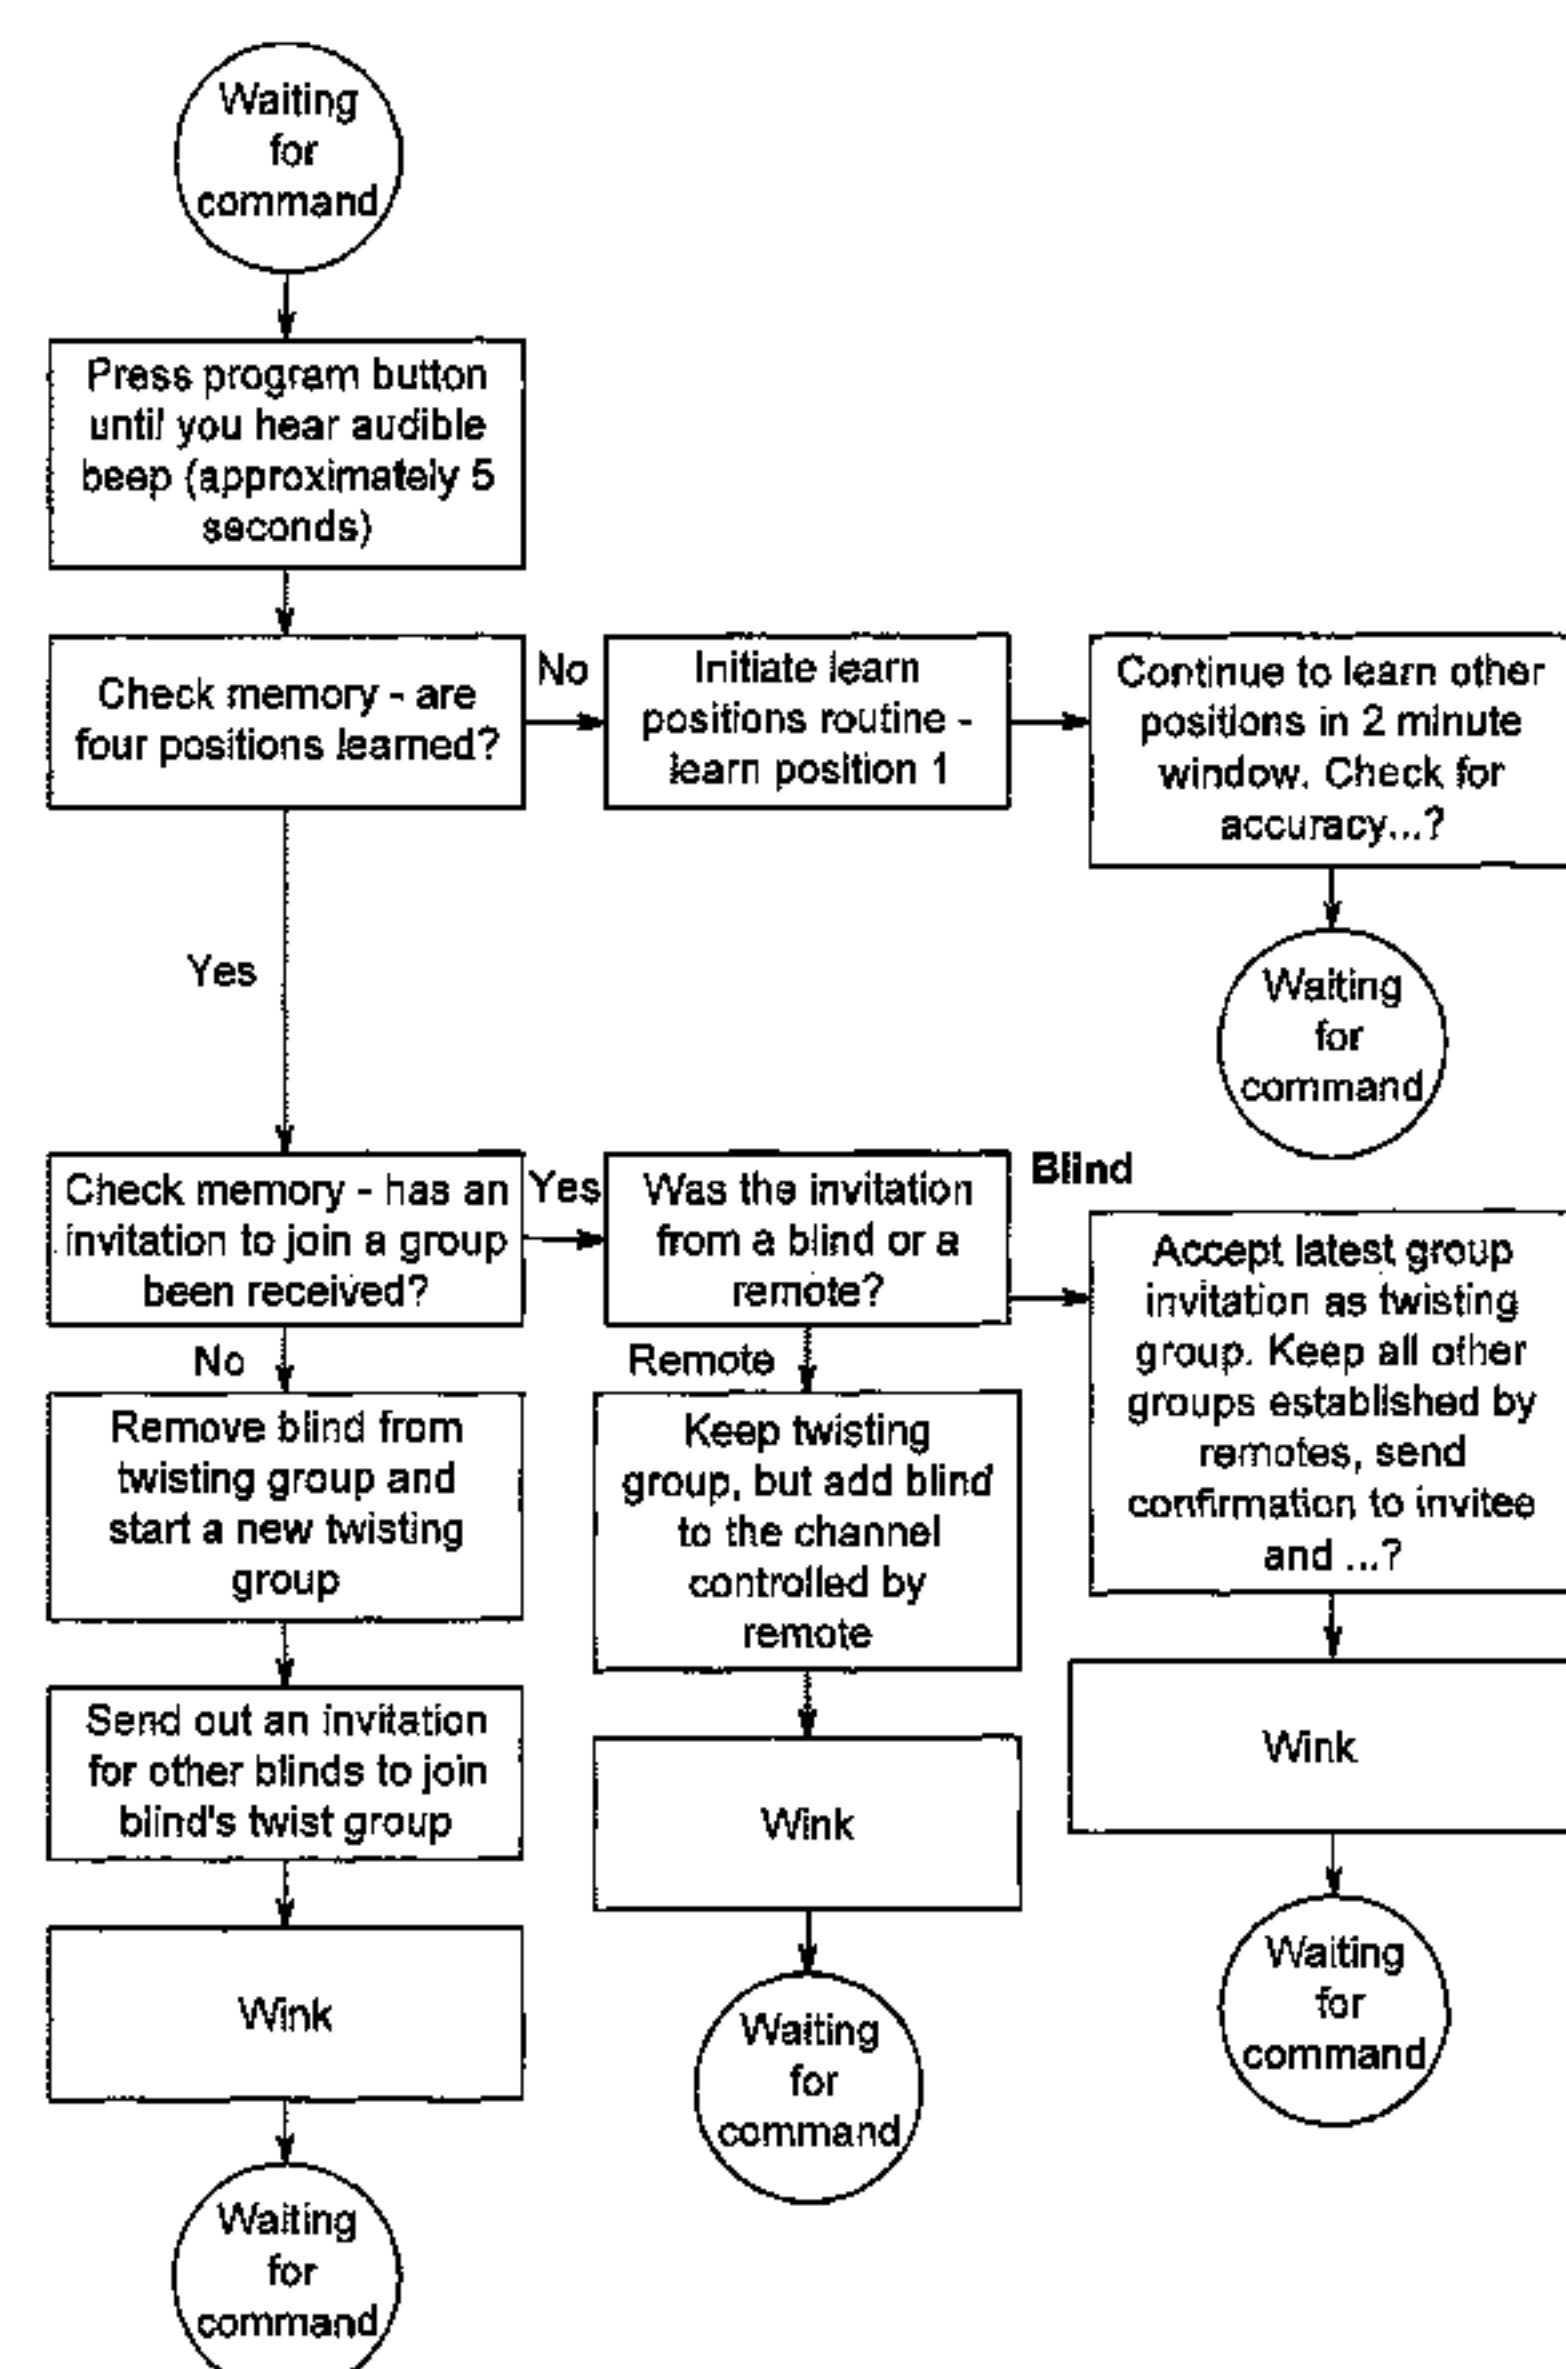 Waiting
for
command
Press program button
until you hear audible
beep (approximately 5
seconds)
Check memory - are
four positions learned?
No
Initiate learn
positions routine -
learn position 1
Continue to learn other
positions in 2 minute
window. Check for
accuracy...?
Waiting
for
command
Yes
Check memory - has an
invitation to join a group
been received?
Yes
Was the invitation
from a blind or a
remote?
Blind
Accept latest group
invitation as twisting
group. Keep all other
groups established by
remotes, send
confirmation to invitee
and ...?
Wink
Waiting
for
command
Remote
Keep twisting
group, but add blind
to the channel
controlled by
remote
Wink
Waiting
for
command
No
Remove blind from
twisting group and
start a new twisting
group
Send out an invitation
for other blinds to join
blind's twist group
Wink
Waiting
for
command